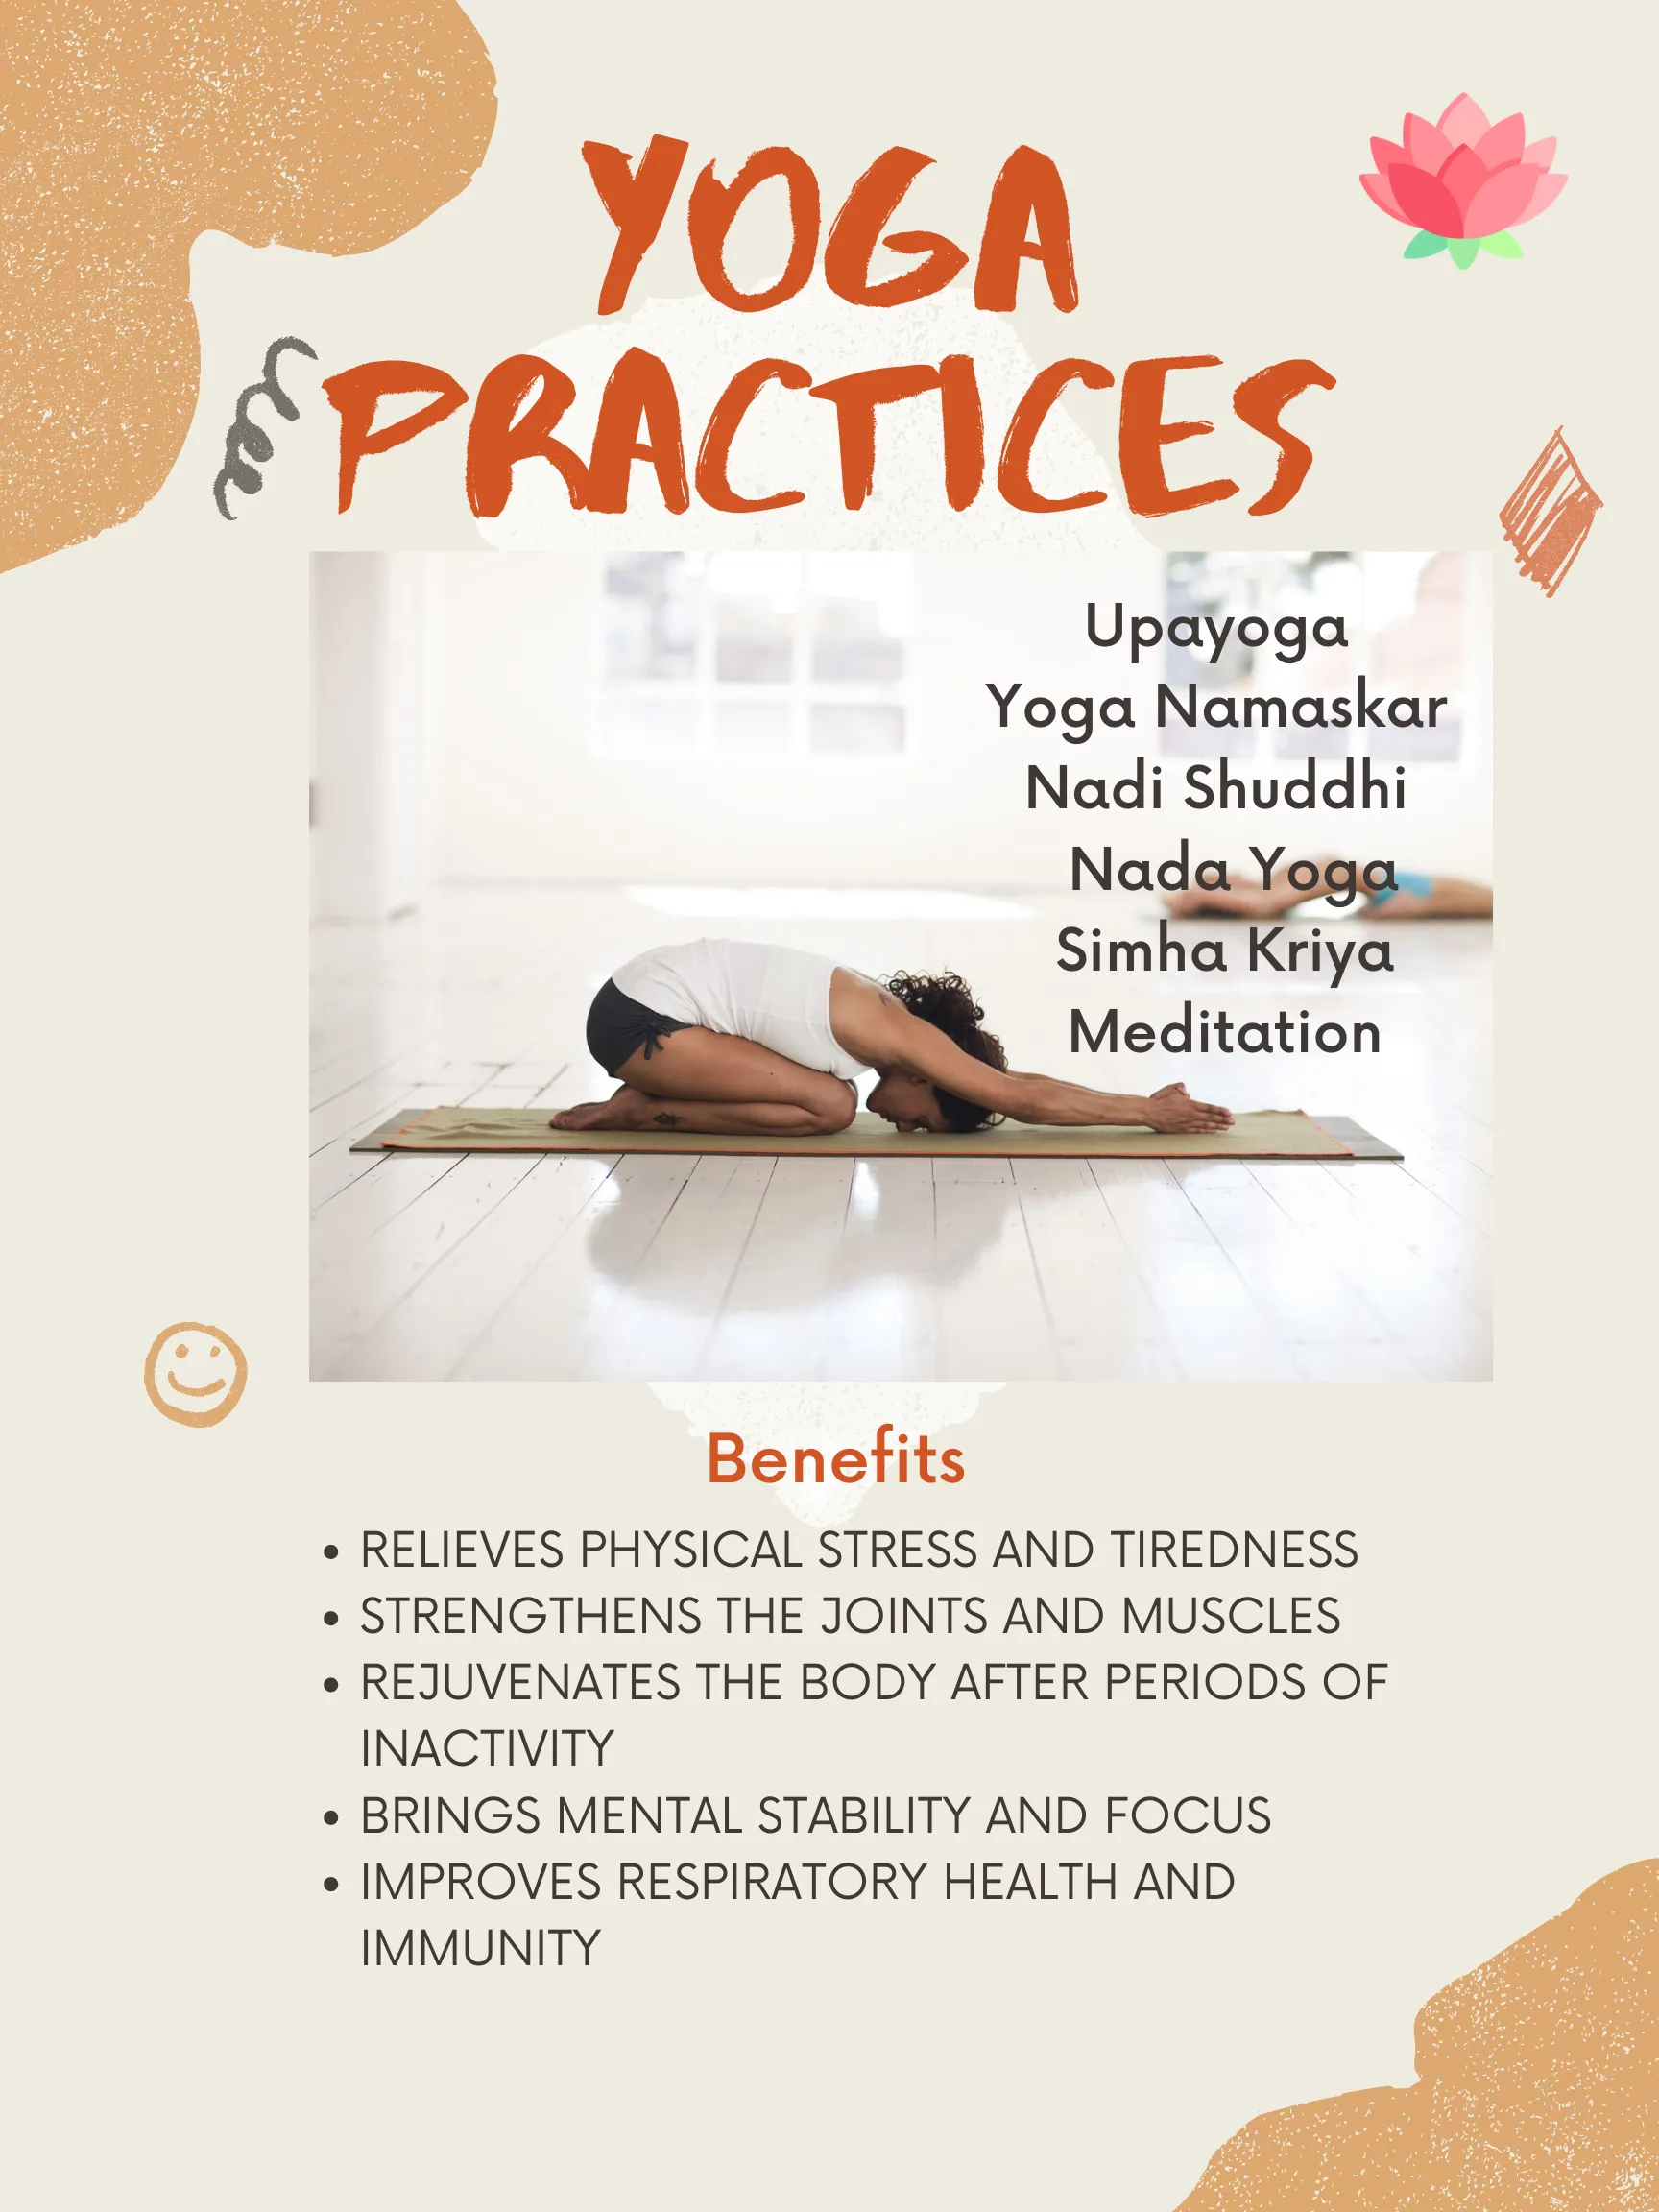 YOGA
PRACTICES
Upayoga
Yoga Namaskar
Nadi Shuddhi
Nada Yoga
Simha Kriya
Meditation
Benefits
• RELIEVES PHYSICAL STRESS AND TIREDNESS
• STRENGTHENS THE JOINTS AND MUSCLES
• REJUVENATES THE BODY AFTER PERIODS OF
INACTIVITY
• BRINGS MENTAL STABILITY AND FOCUS
• IMPROVES RESPIRATORY HEALTH AND
IMMUNITY